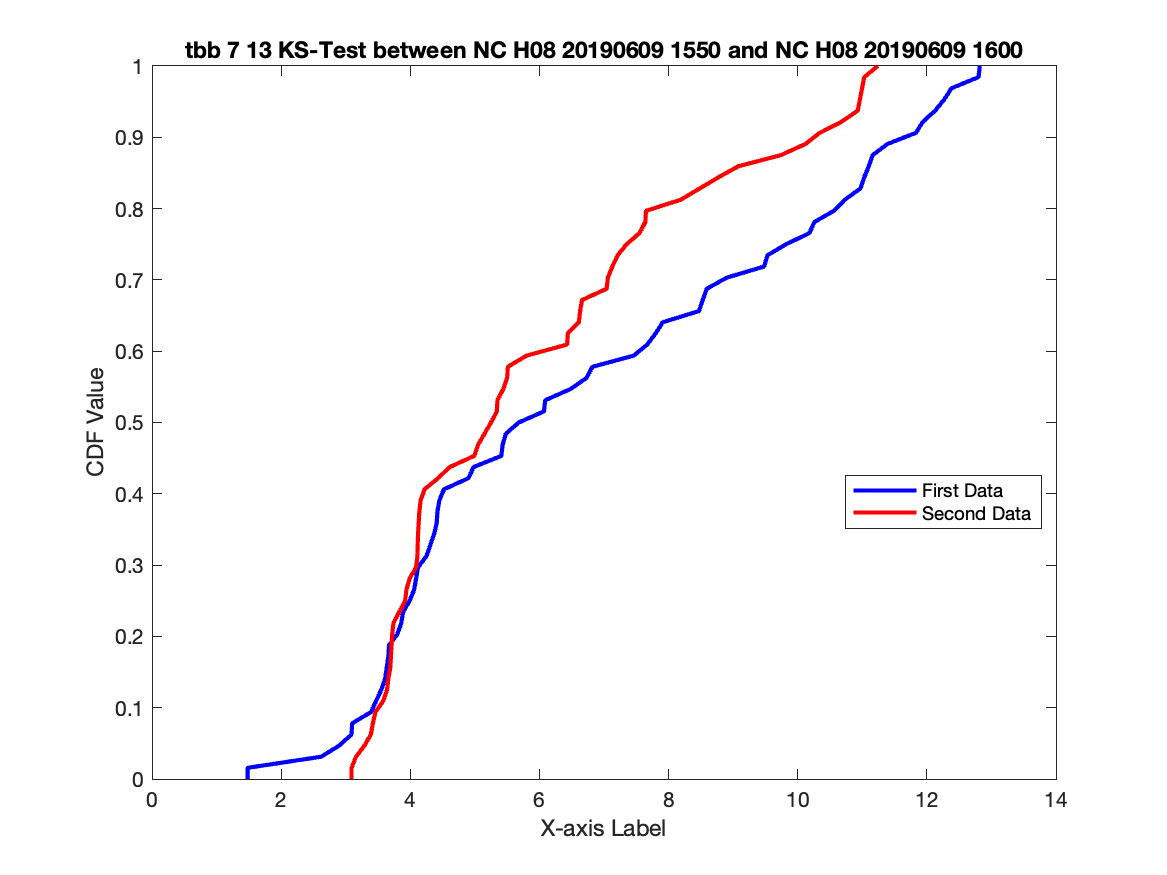 tbb 7 13 KS-Test between NC H08 20190609 1550 and NC H08 20190609 1600
1
0.9
0.8
0.7
0.6
0.5
0.4
0.3
0.2
0.1
0
CDF Value
First Data
Second Data
0 2 4 6 8 10 12 14
X-axis Label